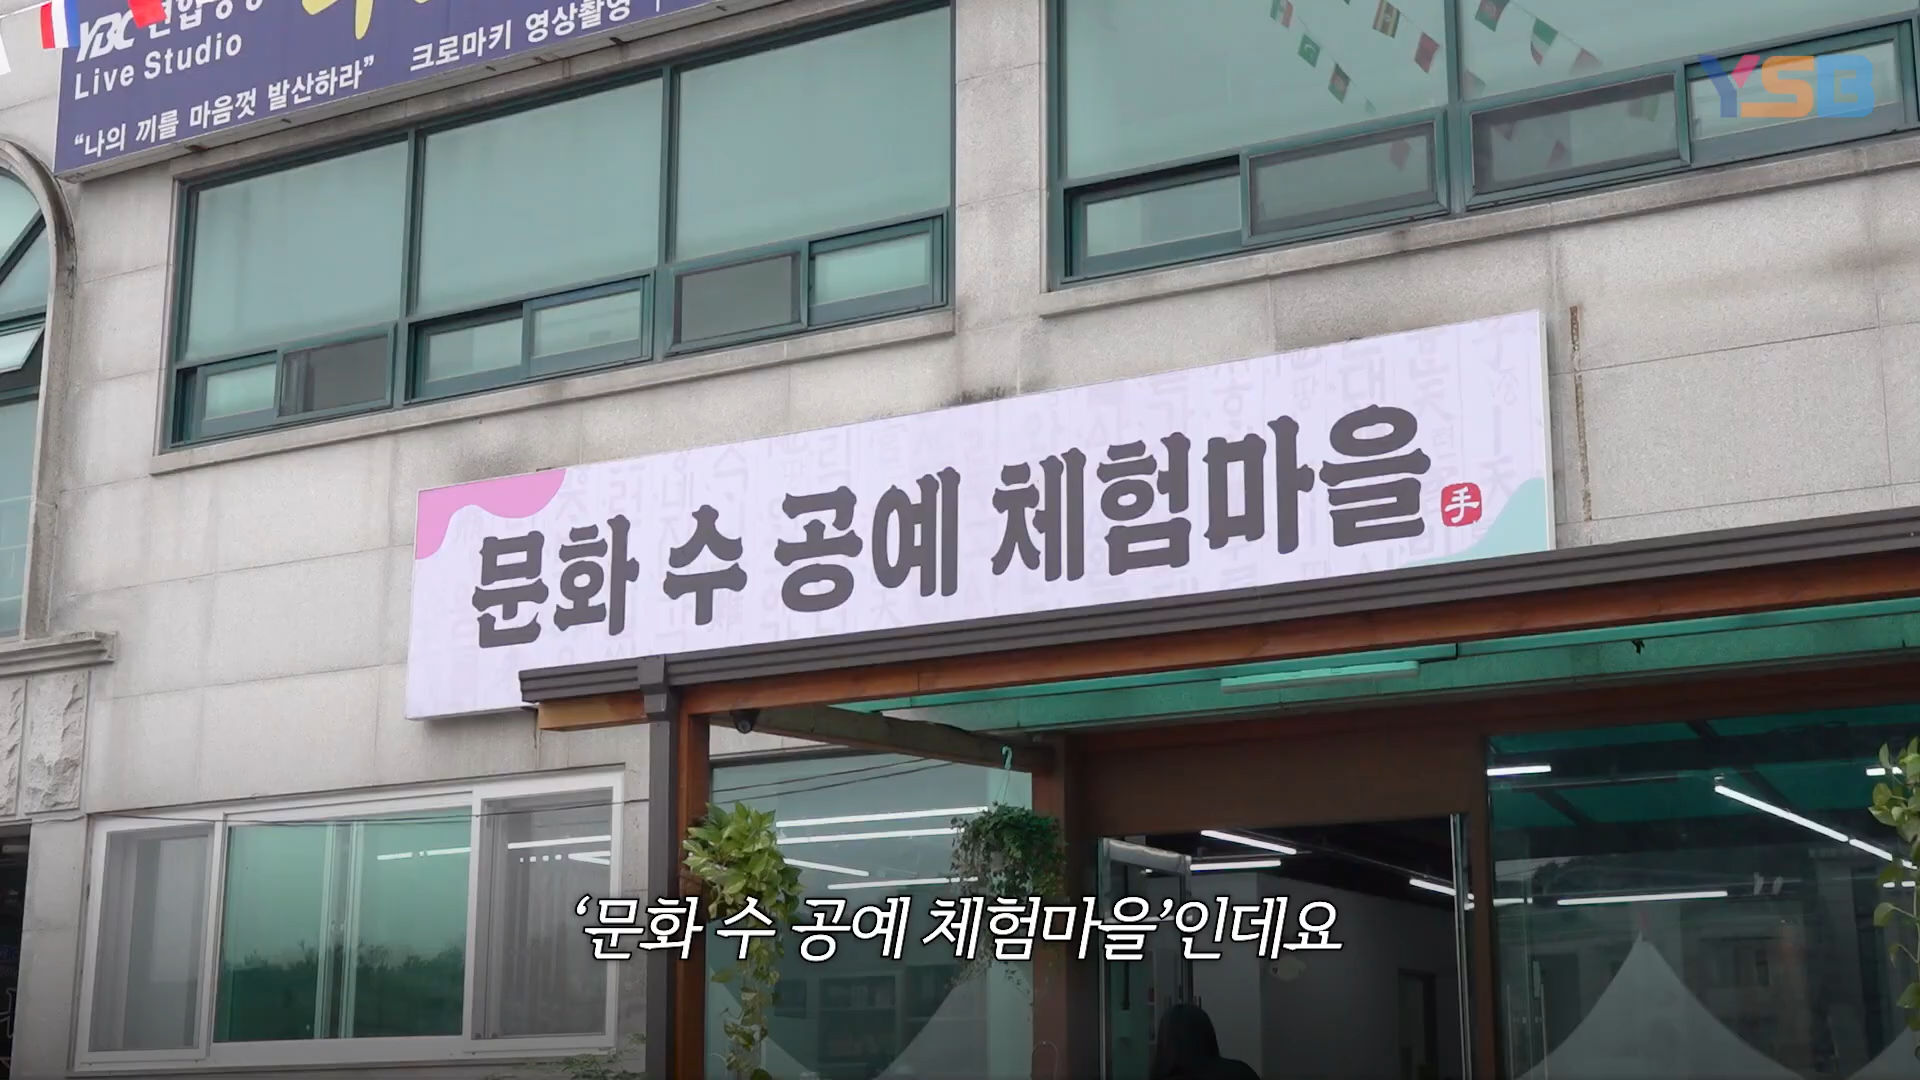 YBC
Live Studio
“나의 끼를 마음껏 발산하라”
크로마키 영상촬영
YSB
문화 수 공예 체험마을
手
‘문화 수 공예 체험마을’인데요